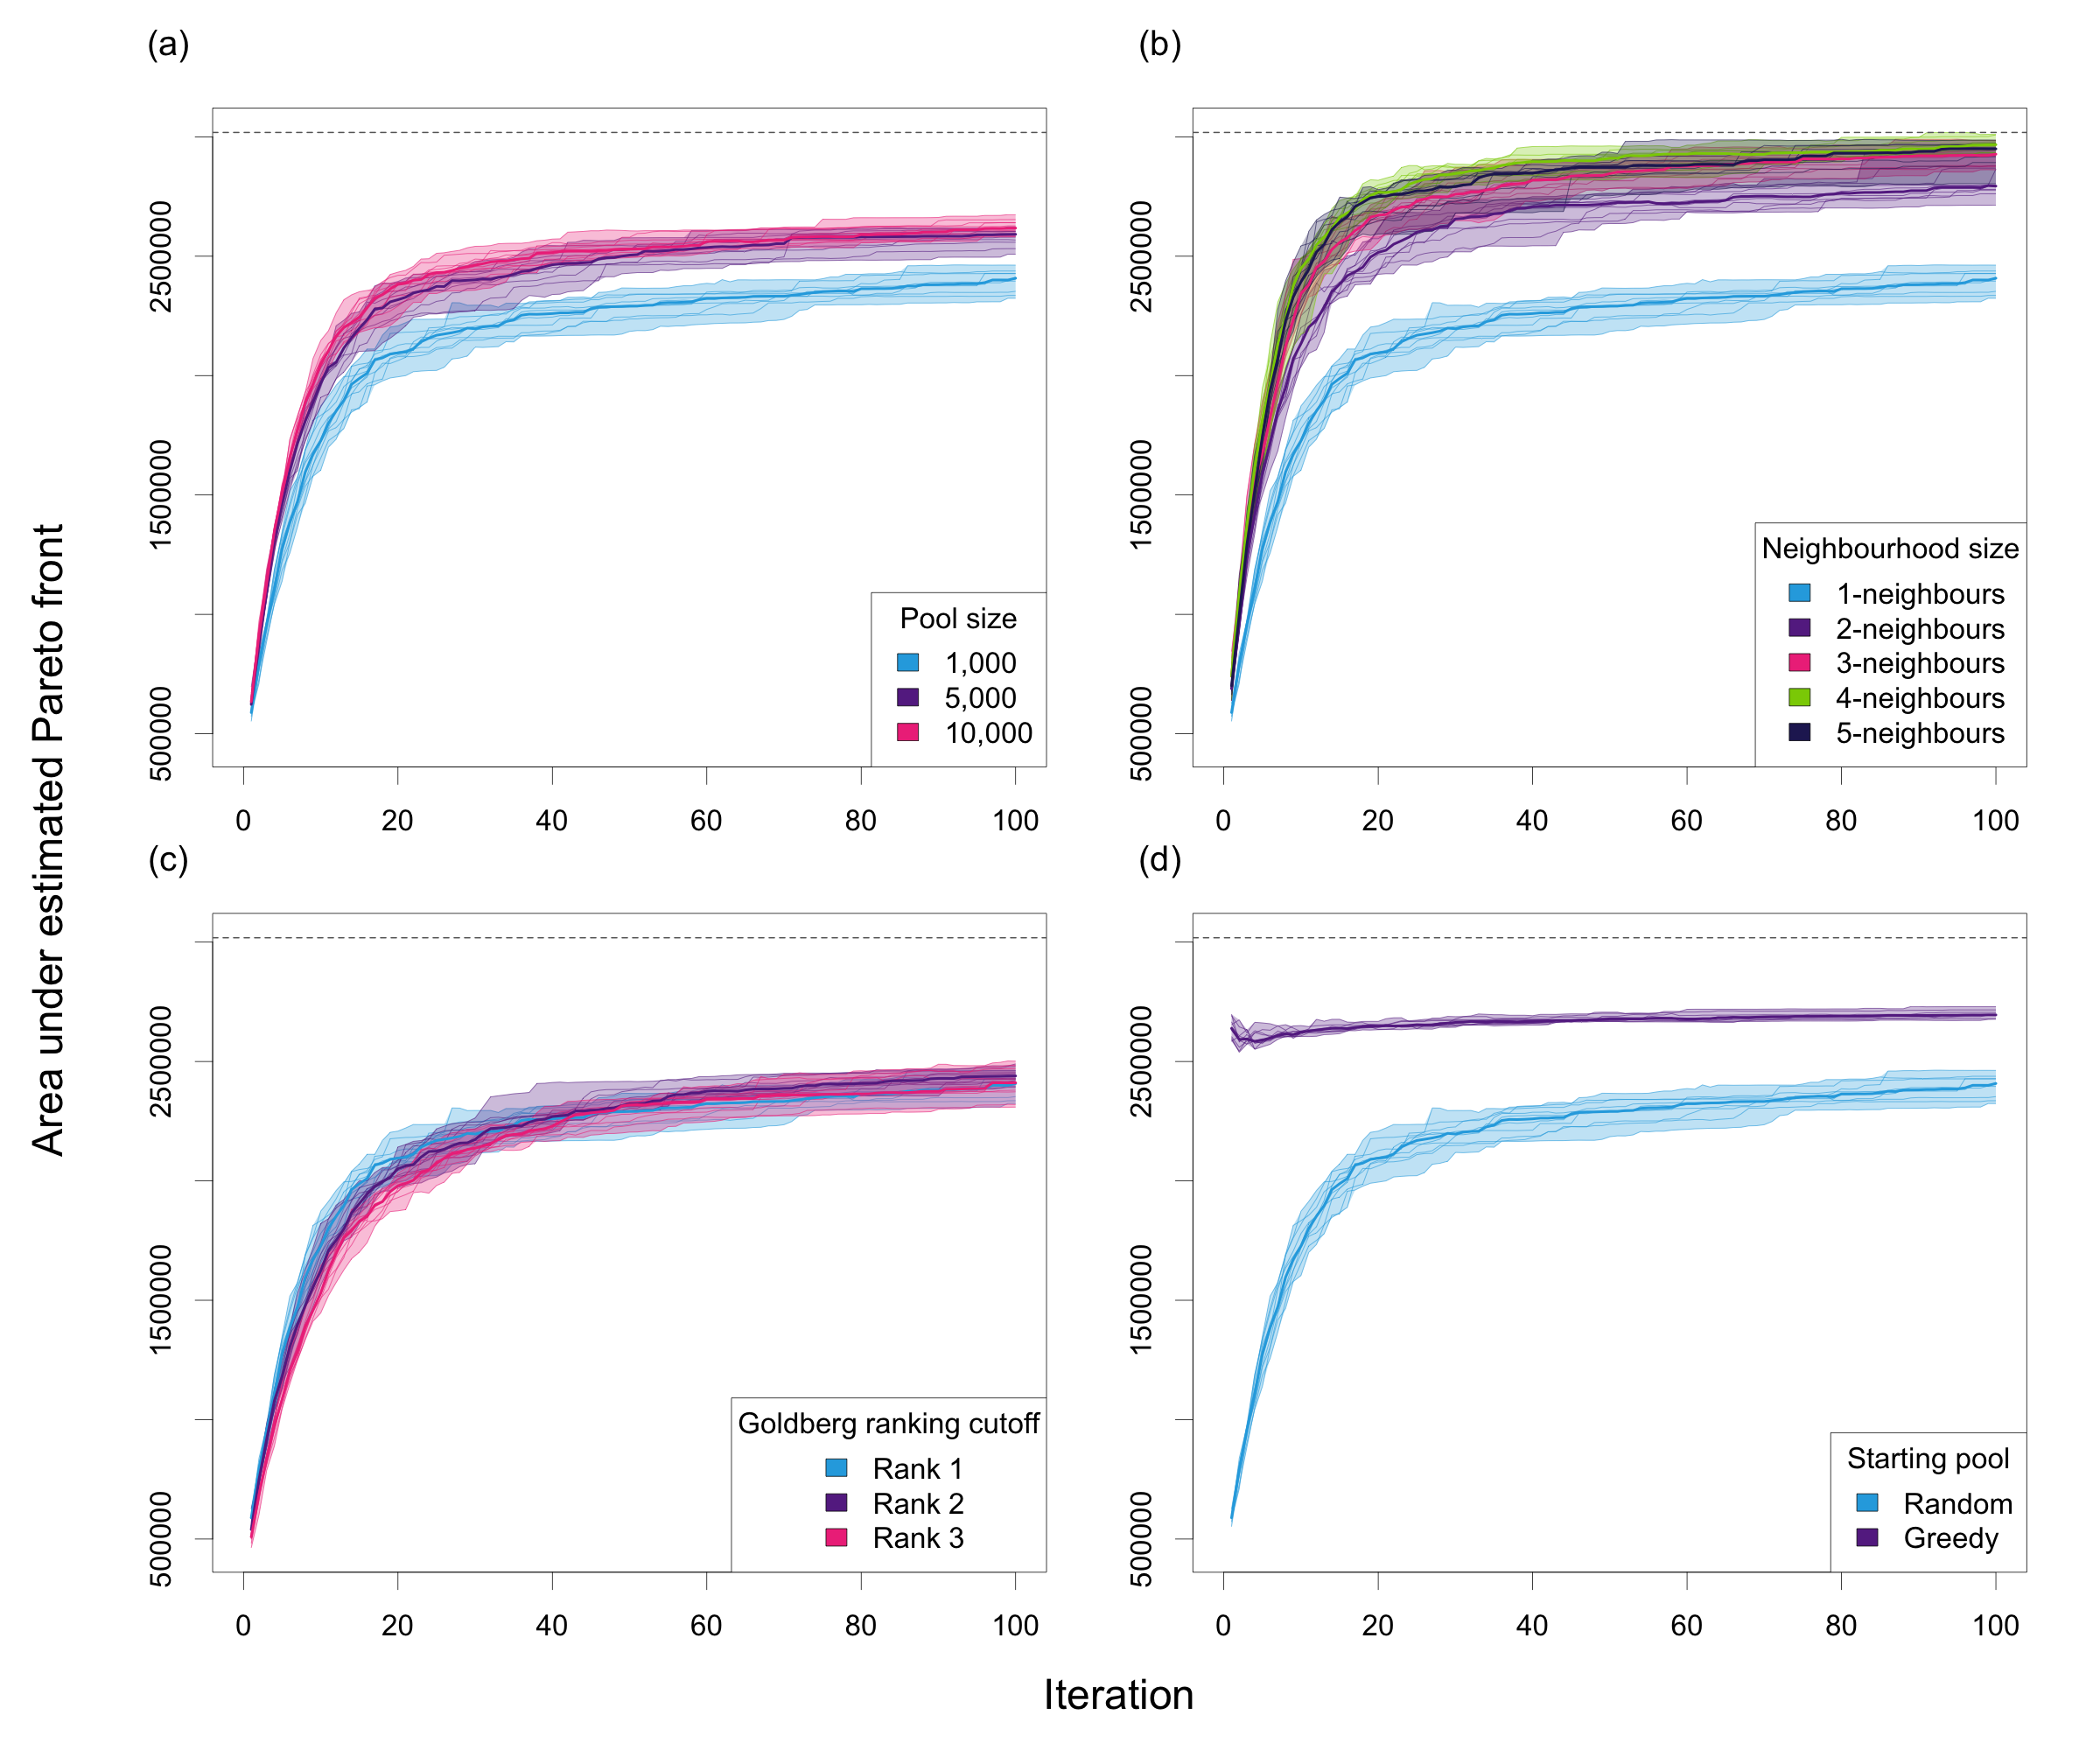 (a)
(b)
Area under estimated Pareto front
500000
1500000
2500000
Pool size
1,000
5,000
10,000
0 20 40 60 80 100
500000
1500000
2500000
Neighbourhood size
1-neighbours
2-neighbours
3-neighbours
4-neighbours
5-neighbours
0 20 40 60 80 100
(c)
(d)
500000
1500000
2500000
Goldberg ranking cutoff
Rank 1
Rank 2
Rank 3
0 20 40 60 80 100
500000
1500000
2500000
Starting pool
Random
Greedy
0 20 40 60 80 100
Iteration